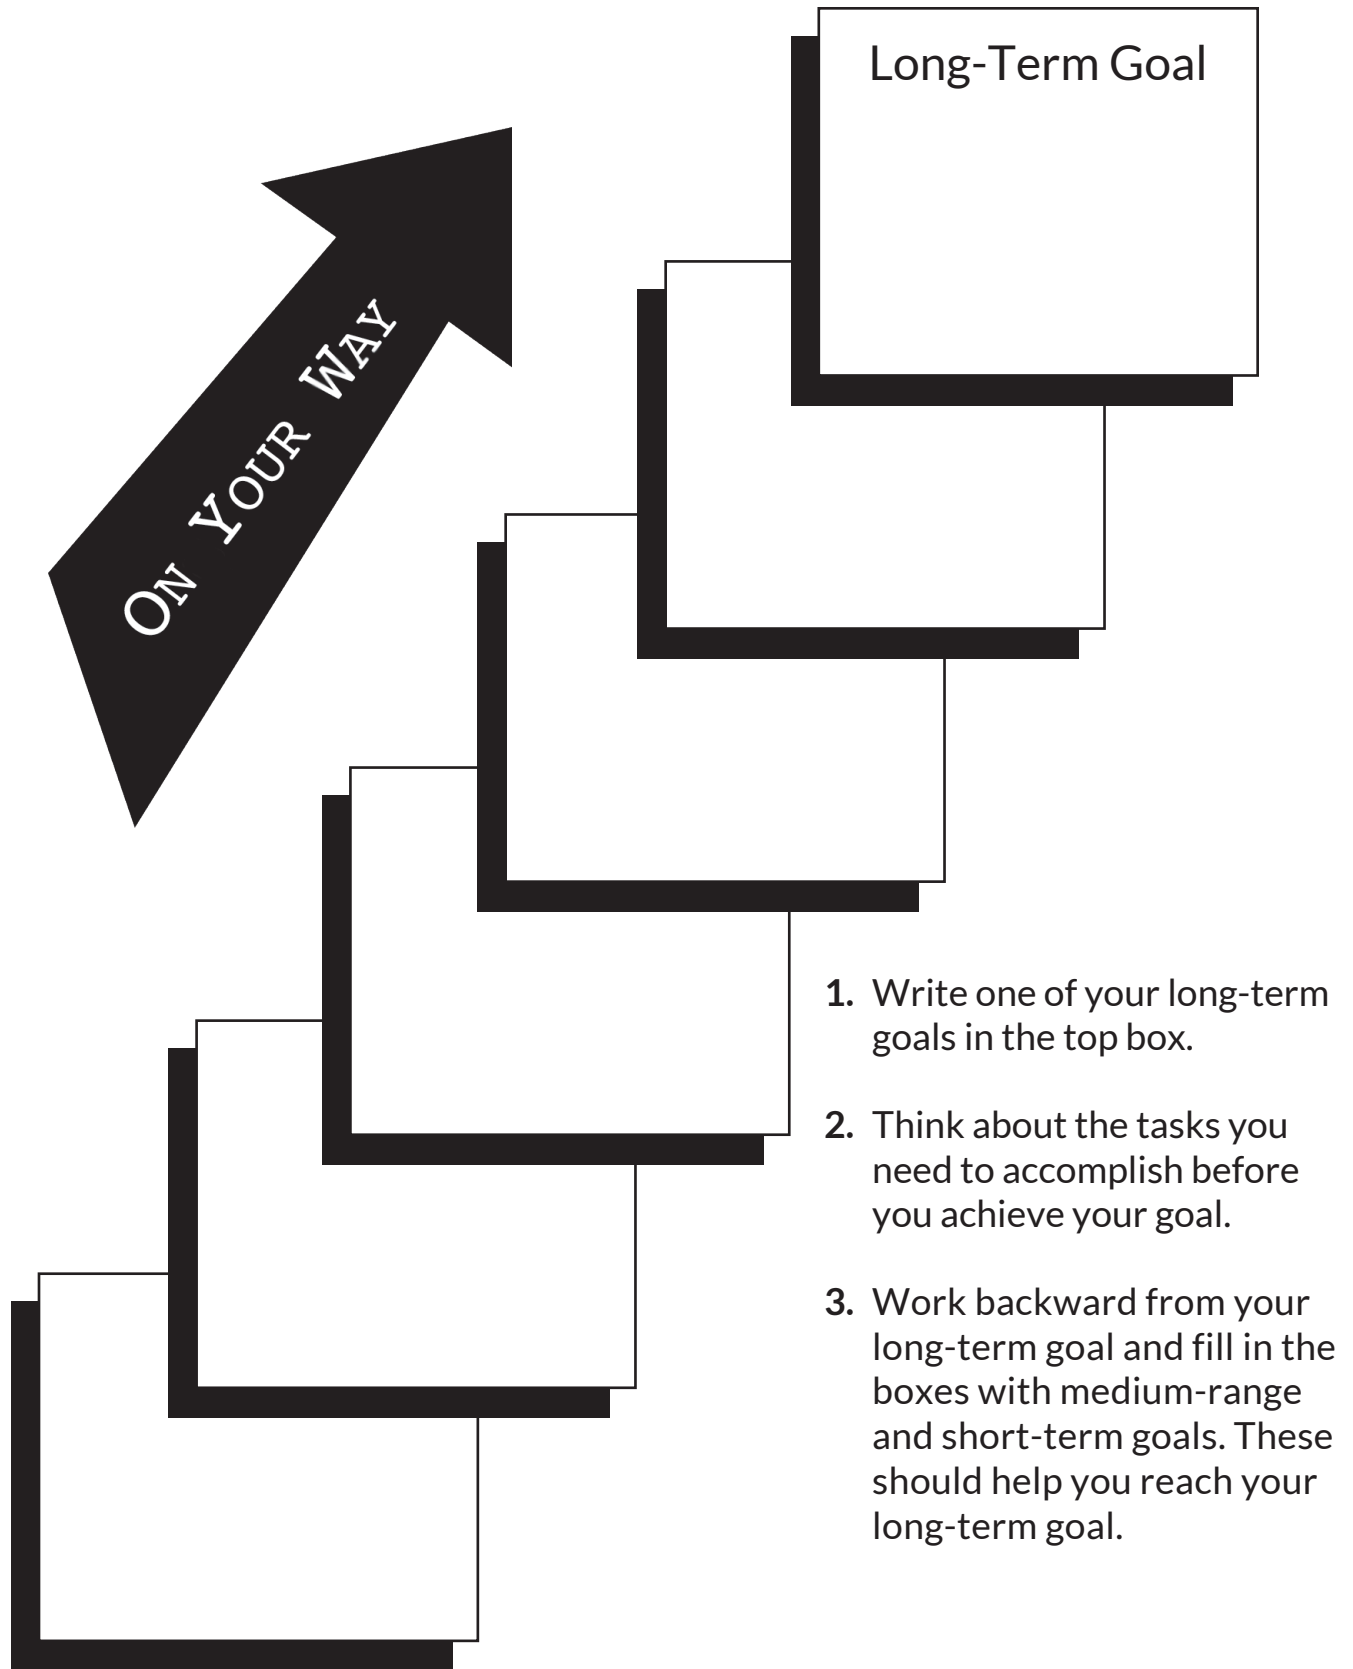 Long-Term Goal
On Your Way
1. Write one of your long-term
goals in the top box.
2. Think about the tasks you
need to accomplish before
you achieve your goal.
3. Work backward from your
long-term goal and fill in the
boxes with medium-range
and short-term goals. These
should help you reach your
long-term goal.